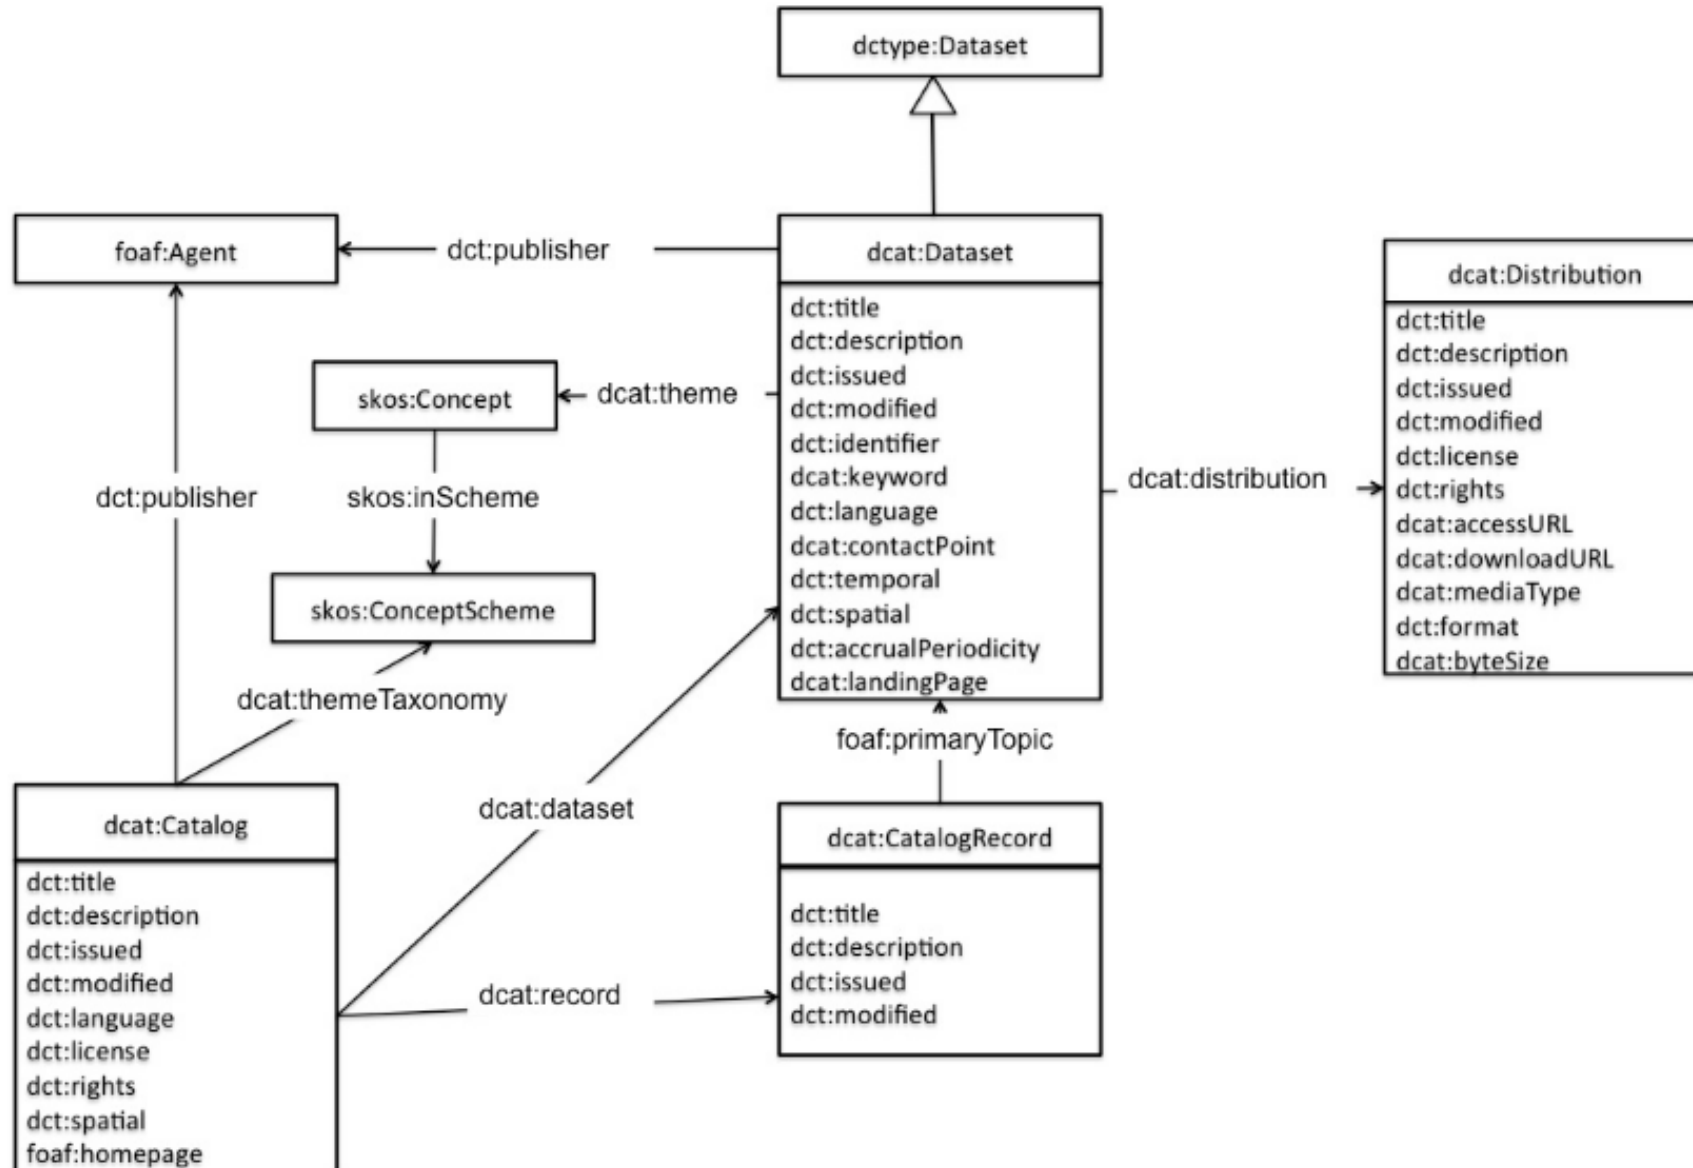 dctype:Dataset
foaf:Agent
dct:publisher
dcat:Dataset
dct:title
dct:description
dct:issued
dct:modified
dct:identifier
dcat:keyword
dct:language
dcat:contactPoint
dct:temporal
dct:spatial
dct:accrualPeriodicity
dcat:landingPage
dcat:Distribution
dct:title
dct:description
dct:issued
dct:modified
dct:license
dct:rights
dcat:accessURL
dcat:downloadURL
dcat:mediaType
dct:format
dcat:byteSize
dcat:distribution
skos:Concept
dcat:theme
dct:publisher
skos:inScheme
skos:ConceptScheme
dcat:themeTaxonomy
foaf:primaryTopic
dcat:dataset
dcat:Catalog
dct:title
dct:description
dct:issued
dct:modified
dct:language
dct:license
dct:rights
dct:spatial
foaf:homepage
dcat:record
dcat:CatalogRecord
dct:title
dct:description
dct:issued
dct:modified